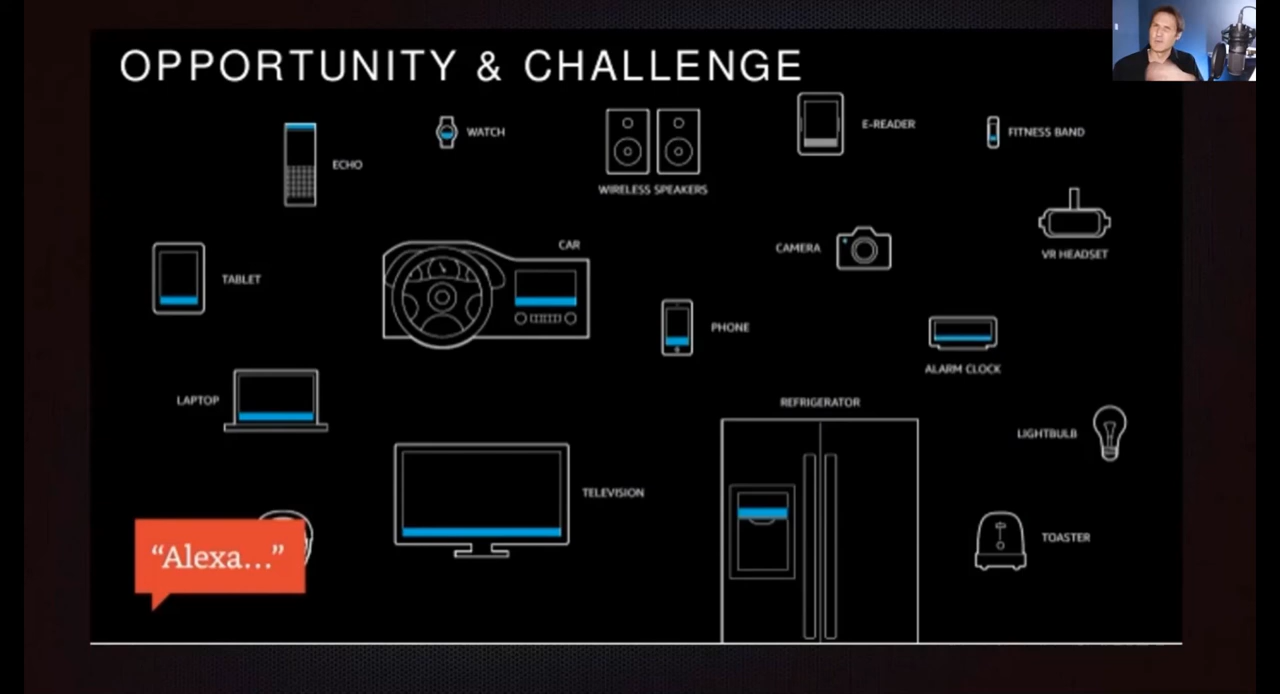 OPPORTUNITY & CHALLENGE
ECHO
WATCH
WIRELESS SPEAKERS
E-READER
FITNESS BAND
TABLET
CAR
CAMERA
VR HEADSET
PHONE
ALARM CLOCK
LAPTOP
REFRIGERATOR
LIGHTBULB
TELEVISION
TOASTER
“Alexa...”